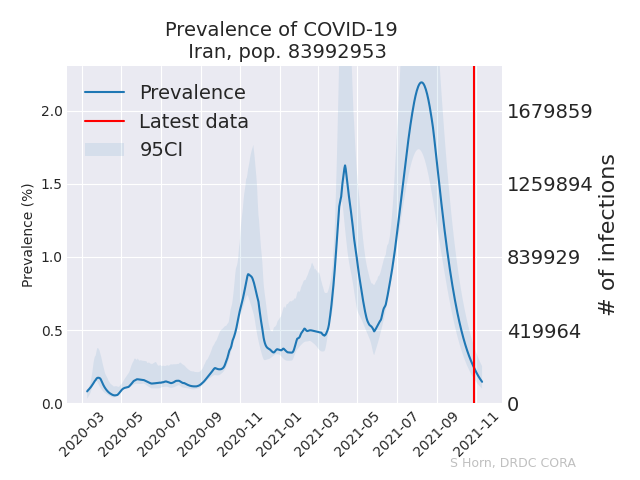 Prevalence of COVID-19
Iran, pop. 83992953
Prevalence
Latest data
95CI
Prevalence (%)
2.0
1.5
1.0
0.5
0.0
1679859
1259894
839929
419964
0
# of infections
2020-03
2020-05
2020-07
2020-09
2020-11
2021-01
2021-03
2021-05
2021-07
2021-09
2021-11
S Horn, DRDC CORA